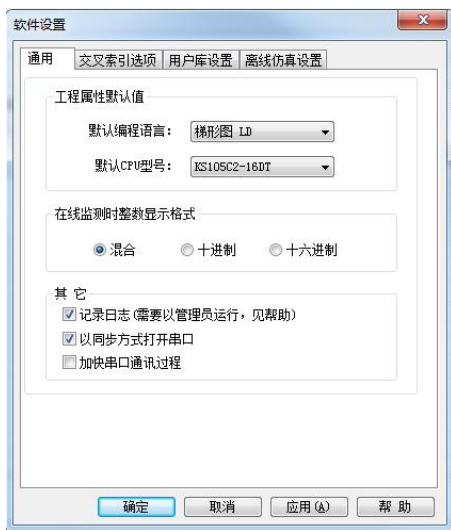 软件设置
通用 交叉索引选项 用户库设置 离线仿真设置
工程属性默认值
默认编程语言： 梯形图 LD
默认CPU型号： KS105C2-16DT
在线监测时整数显示格式
混合 十进制 十六进制
其 它
记录日志(需要以管理员运行，见帮助)
以同步方式打开串口
加快串口通讯过程
确定 取消 应用(A) 帮 助